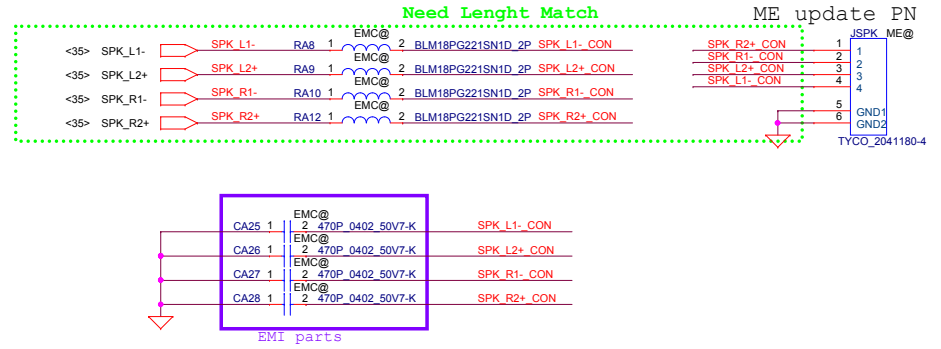 Need Lenght Match
ME update PN
JSPK ME@
EMC@
<35> SPK_L1- SPK_L1- RA8 1 2 BLM18PG221SN1D_2P SPK_L1-_CON
EMC@
<35> SPK_L2+ SPK_L2+ RA9 1 2 BLM18PG221SN1D_2P SPK_L2+_CON
EMC@
<35> SPK_R1- SPK_R1- RA10 1 2 BLM18PG221SN1D_2P SPK_R1-_CON
EMC@
<35> SPK_R2+ SPK_R2+ RA12 1 2 BLM18PG221SN1D_2P SPK_R2+_CON
SPK_R2+_CON 1 1
SPK_R1-_CON 2 2
SPK_L2+_CON 3 3
SPK_L1-_CON 4 4
5 GND1
6 GND2
TYCO_2041180-4
EMC@
CA25 1 2 470P_0402_50V7-K SPK_L1-_CON
EMC@
CA26 1 2 470P_0402_50V7-K SPK_L2+_CON
EMC@
CA27 1 2 470P_0402_50V7-K SPK_R1-_CON
EMC@
CA28 1 2 470P_0402_50V7-K SPK_R2+_CON
EMI parts